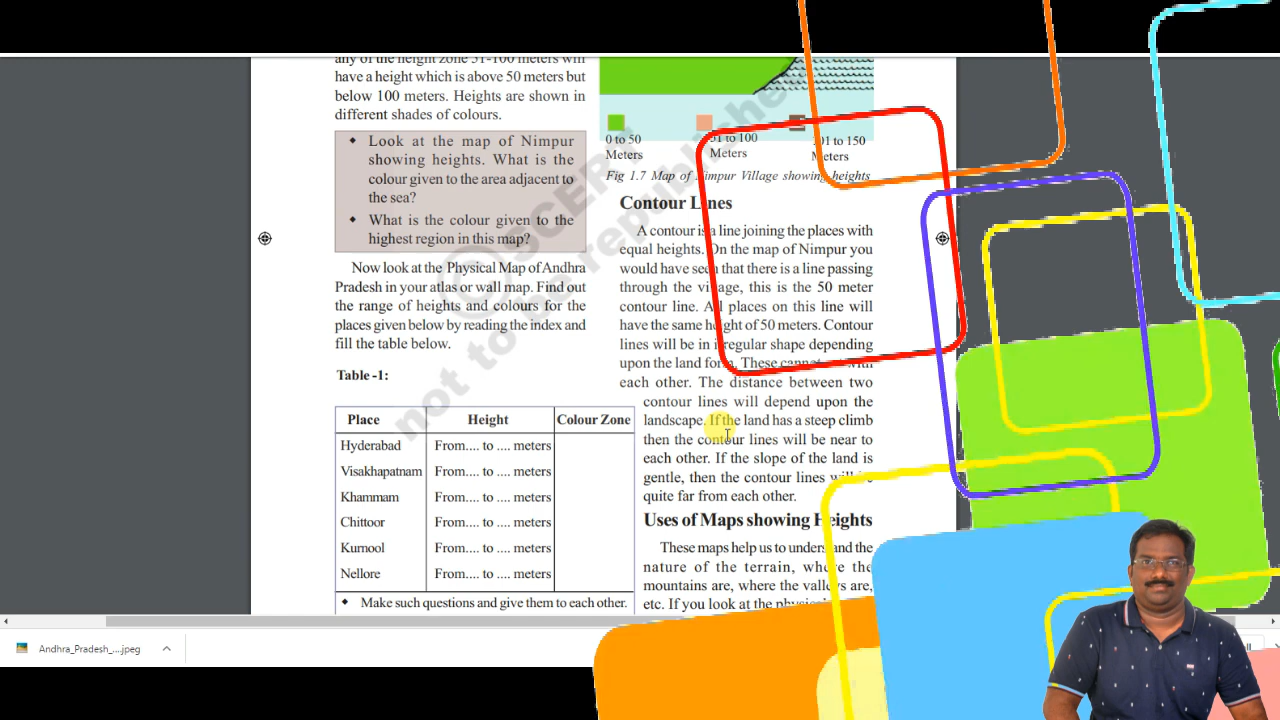 any of the height zone 51-100 meters will
have a height which is above 50 meters but
below 100 meters. Heights are shown in
different shades of colours.
◆ Look at the map of Nimpur
showing heights. What is the
colour given to the area adjacent to
the sea?
◆ What is the colour given to the
highest region in this map?
Now look at the Physical Map of Andhra
Pradesh in your atlas or wall map. Find out
the range of heights and colours for the
places given below by reading the index and
fill the table below.
Table -1:
Place Height Colour Zone
Hyderabad From.... to .... meters
Visakhapatnam From.... to .... meters
Khammam From.... to .... meters
Chittoor From.... to .... meters
Kurnool From.... to .... meters
Nellore From.... to .... meters
◆ Make such questions and give them to each other.
0 to 50 Meters
51 to 100 Meters
101 to 150 Meters
Fig 1.7 Map of Nimpur Village showing heights
Contour Lines
A contour is a line joining the places with
equal heights. On the map of Nimpur you
would have seen that there is a line passing
through the village, this is the 50 meter
contour line. All places on this line will
have the same height of 50 meters. Contour
lines will be in irregular shape depending
upon the land form. These cannot with
each other. The distance between two
contour lines will depend upon the
landscape. If the land has a steep climb
then the contour lines will be near to
each other. If the slope of the land is
gentle, then the contour lines will be
quite far from each other.
Uses of Maps showing Heights
These maps help us to understand the
nature of the terrain, where the
mountains are, where the valleys are,
etc. If you look at the
© SCERT
not to be republished
Andhra_Pradesh_....jpeg